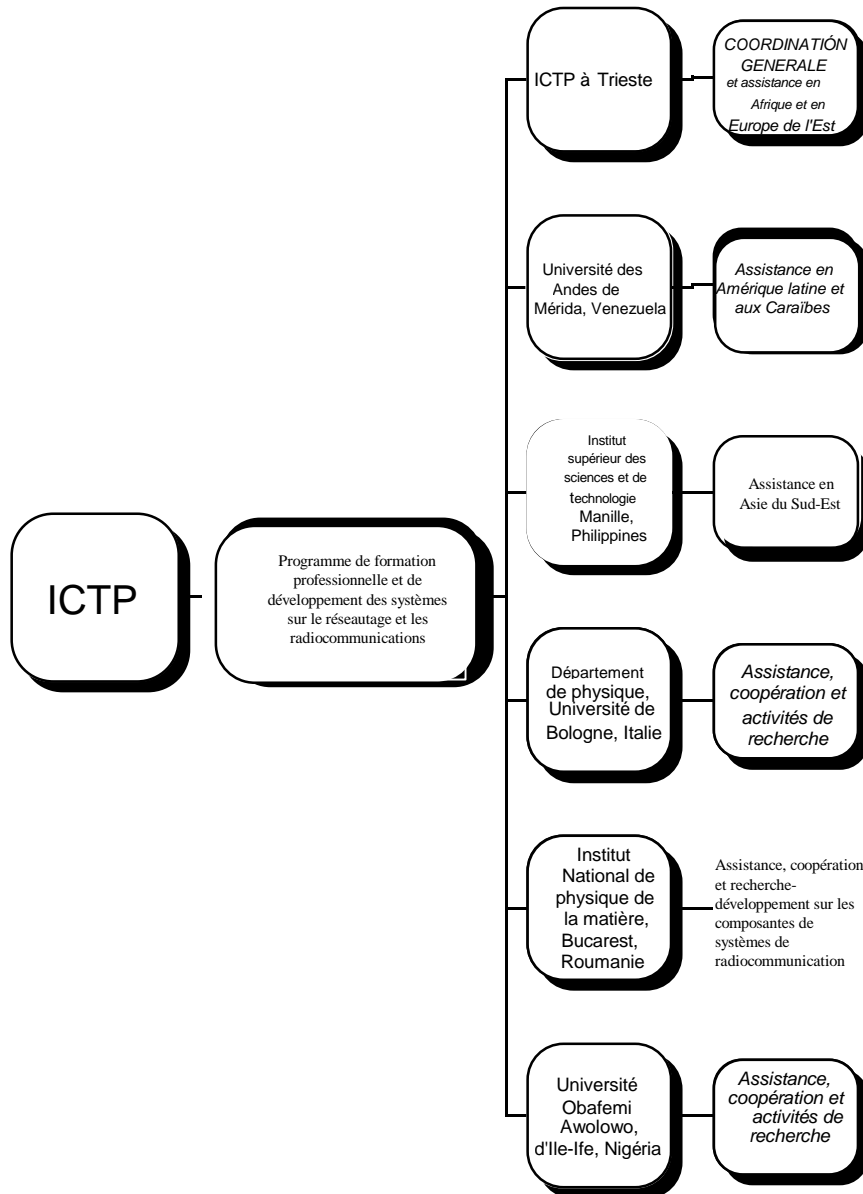 ICTP
Programme de formation
professionnelle et de
développement des systèmes
sur le réseautage et les
radiocommunications
ICTP à Trieste
COORDINATIÓN
GENERALE
et assistance en
Afrique et en
Europe de l'Est
Université des
Andes de
Mérida, Venezuela
Assistance en
Amérique latine et
aux Caraïbes
Institut
supérieur des
sciences et de
technologie
Manille,
Philippines
Assistance en
Asie du Sud-Est
Département
de physique,
Université de
Bologne, Italie
Assistance,
coopération et
activités de
recherche
Institut
National de
physique de
la matière,
Bucarest,
Roumanie
Assistance, coopération
et recherche-
développement sur les
composantes de
systèmes de
radiocommunication
Université
Obafemi
Awolowo,
d'Ile-Ife, Nigéria
Assistance,
coopération et
activités de
recherche